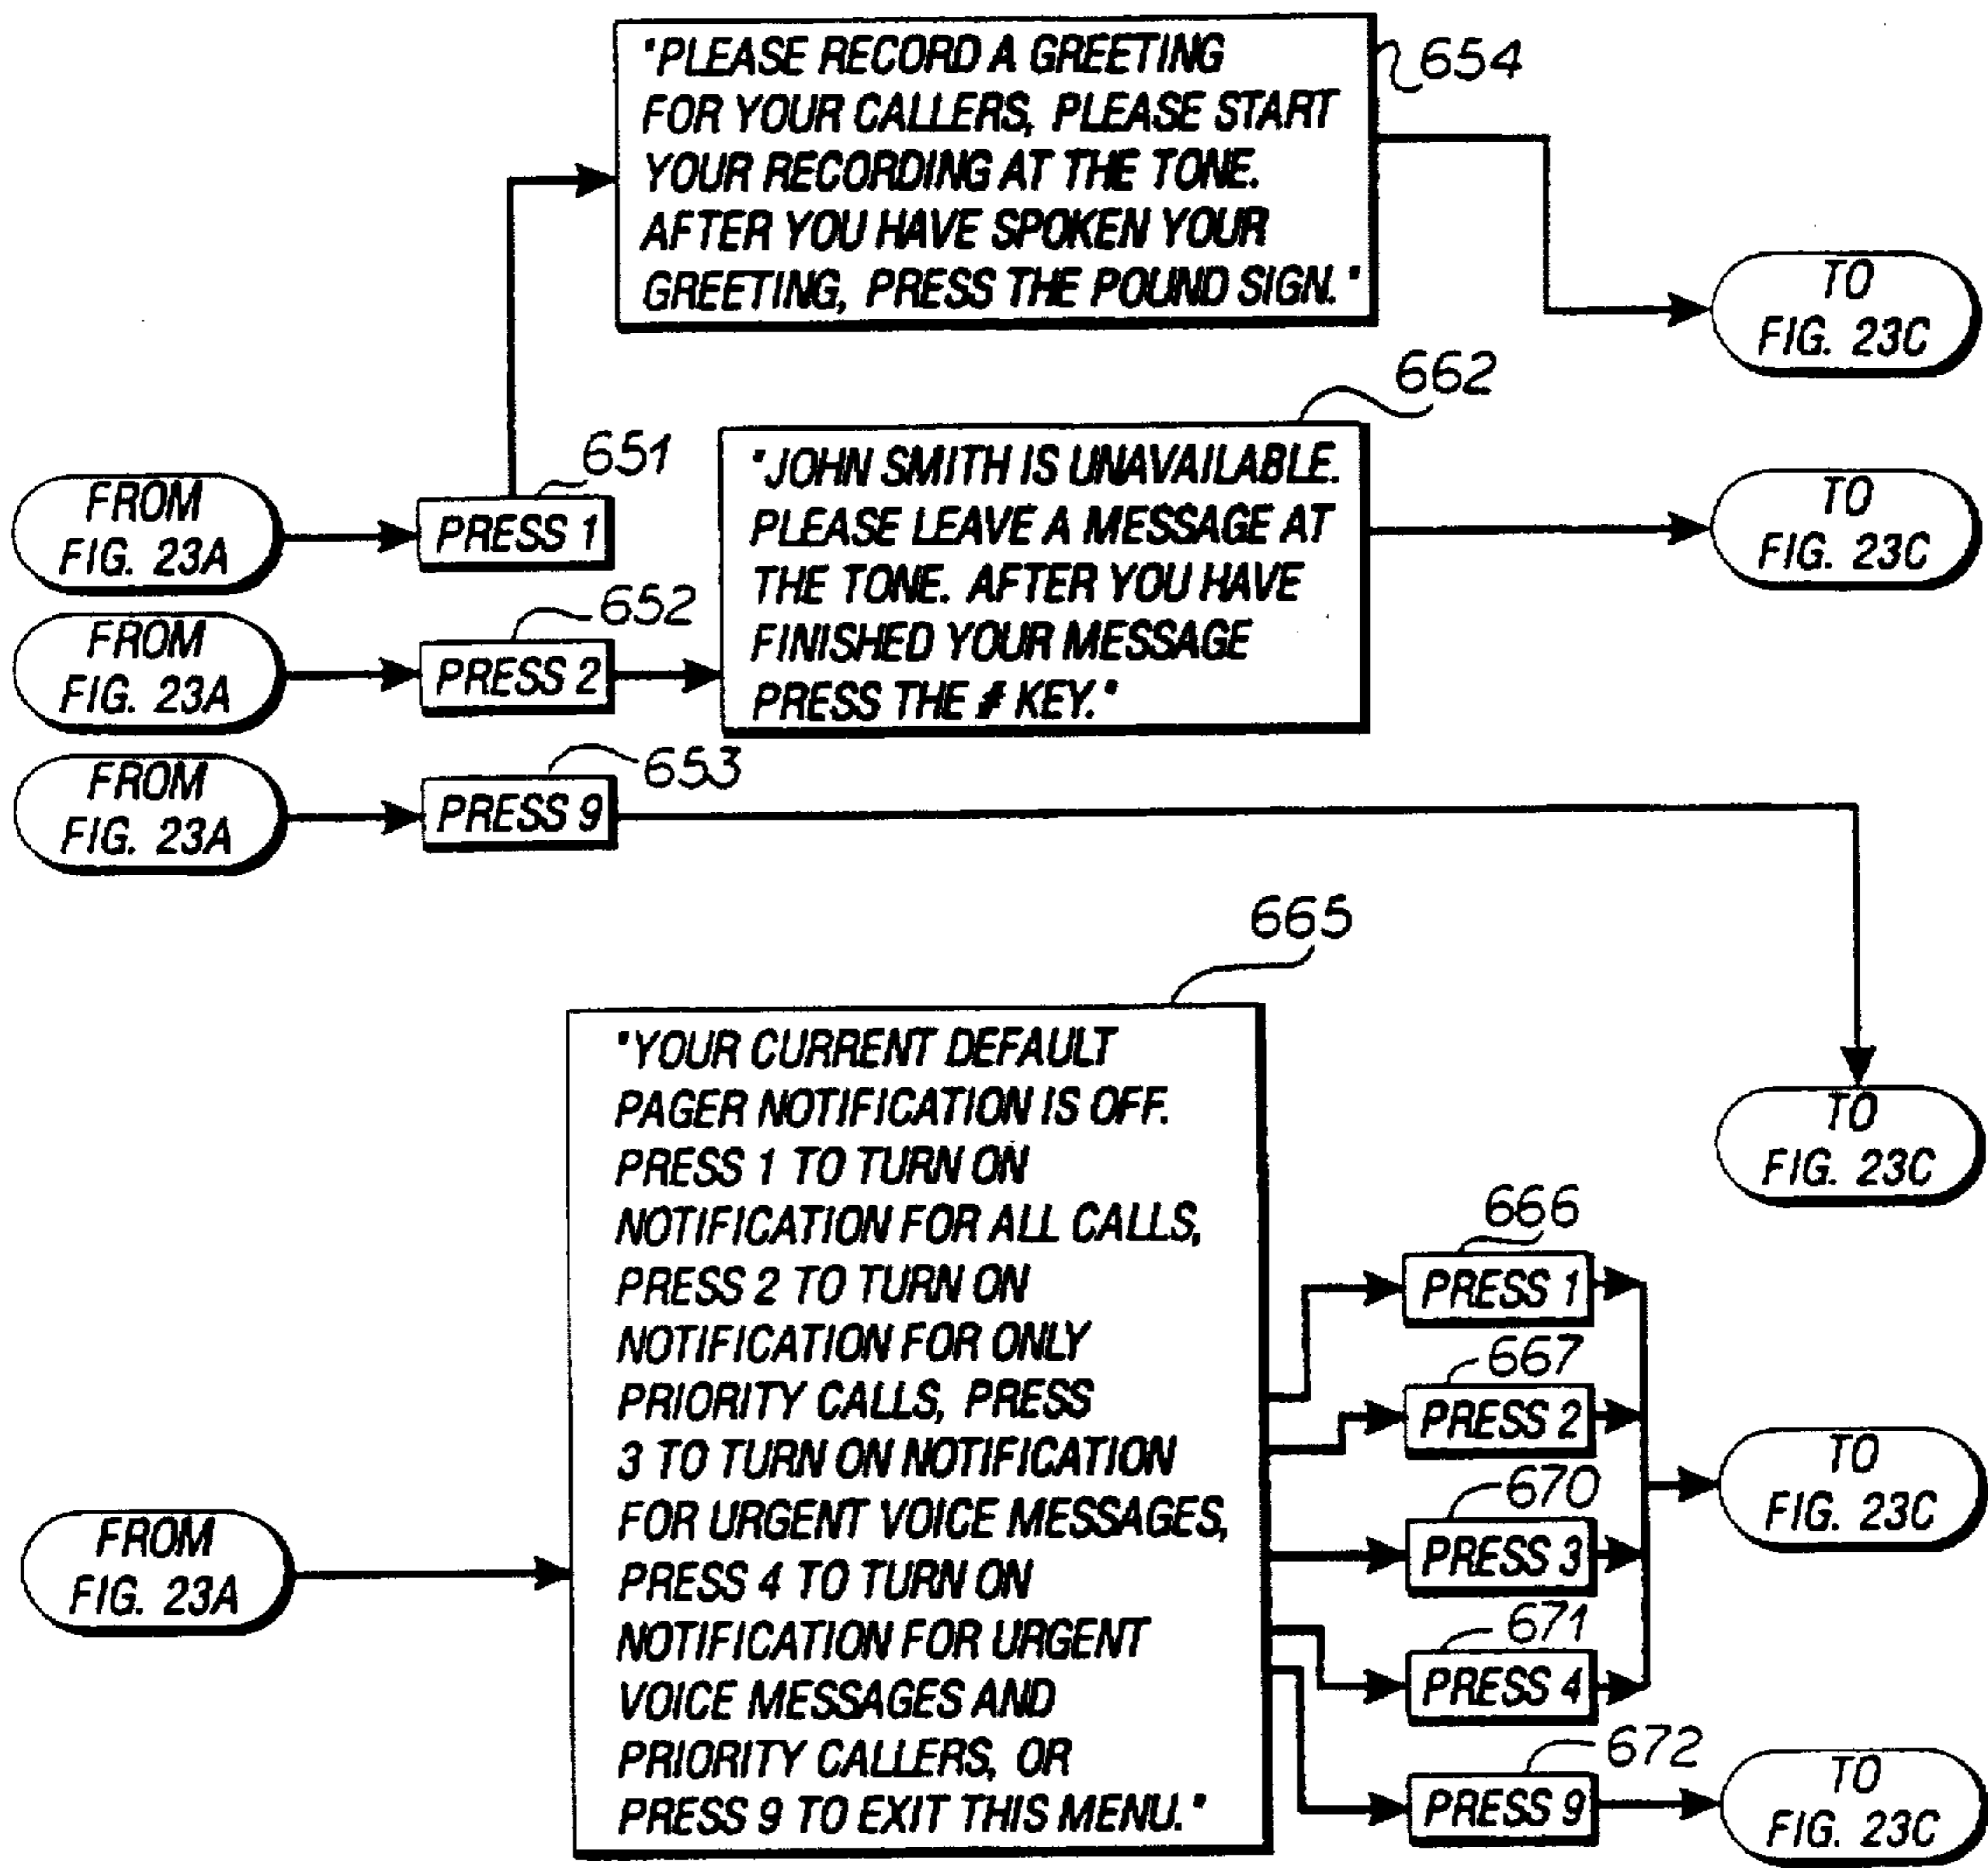 "PLEASE RECORD A GREETING
FOR YOUR CALLERS, PLEASE START
YOUR RECORDING AT THE TONE.
AFTER YOU HAVE SPOKEN YOUR
GREETING, PRESS THE POUND SIGN."
654
TO
FIG. 23C
FROM
FIG. 23A
651
PRESS 1
662
"JOHN SMITH IS UNAVAILABLE.
PLEASE LEAVE A MESSAGE AT
THE TONE. AFTER YOU HAVE
FINISHED YOUR MESSAGE
PRESS THE # KEY."
TO
FIG. 23C
FROM
FIG. 23A
652
PRESS 2
FROM
FIG. 23A
653
PRESS 9
TO
FIG. 23C
FROM
FIG. 23A
665
"YOUR CURRENT DEFAULT
PAGER NOTIFICATION IS OFF.
PRESS 1 TO TURN ON
NOTIFICATION FOR ALL CALLS,
PRESS 2 TO TURN ON
NOTIFICATION FOR ONLY
PRIORITY CALLS, PRESS
3 TO TURN ON NOTIFICATION
FOR URGENT VOICE MESSAGES,
PRESS 4 TO TURN ON
NOTIFICATION FOR URGENT
VOICE MESSAGES AND
PRIORITY CALLERS, OR
PRESS 9 TO EXIT THIS MENU."
666
PRESS 1
667
PRESS 2
670
PRESS 3
671
PRESS 4
TO
FIG. 23C
672
PRESS 9
TO
FIG. 23C